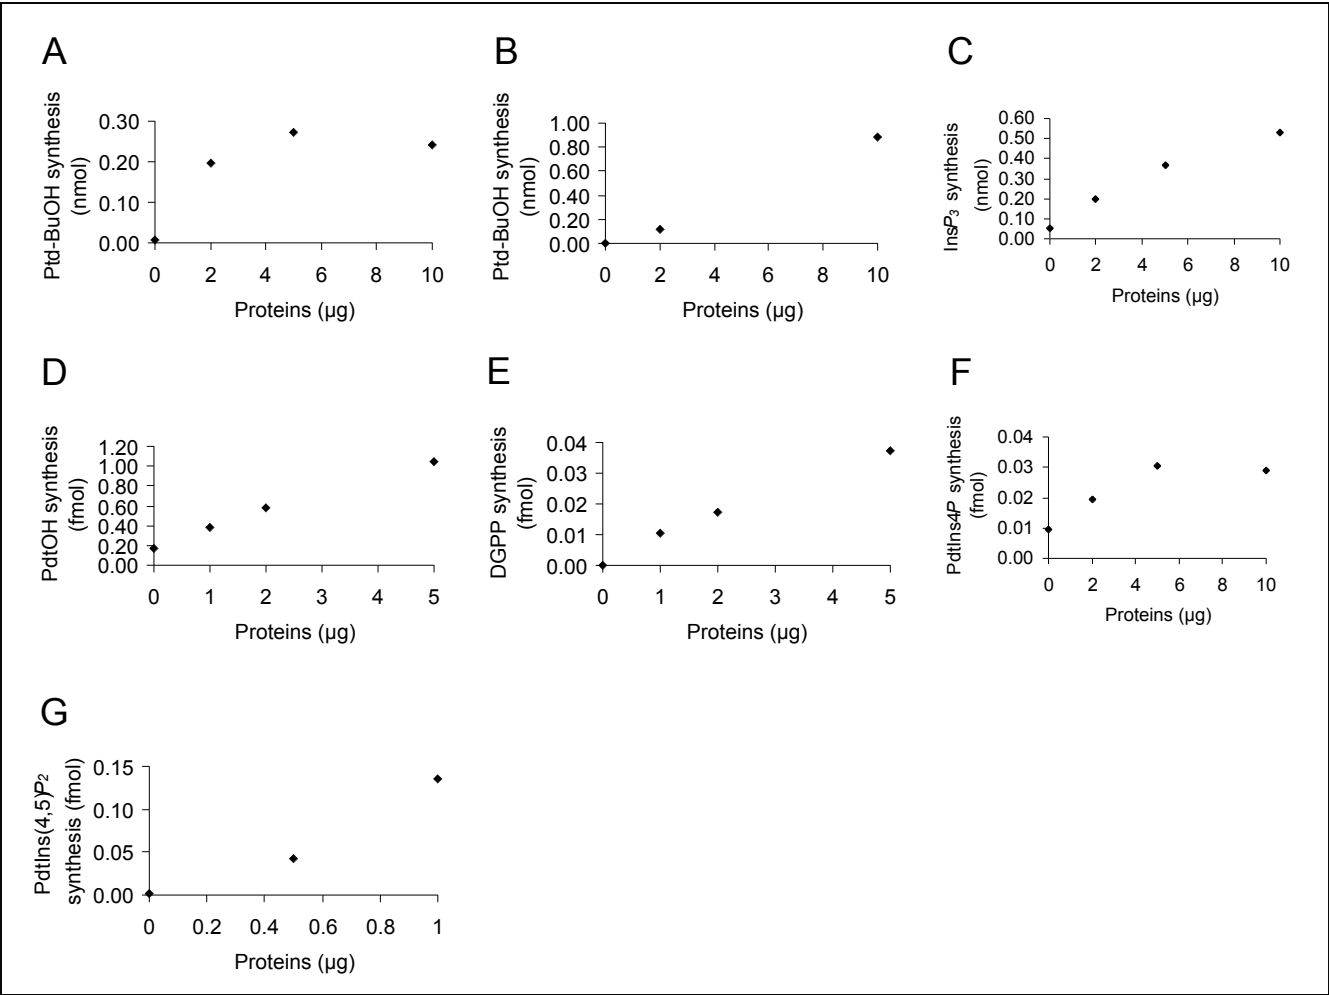 A
Ptd-BuOH synthesis
(nmol)
0.30
0.20
0.10
0.00
0 2 4 6 8 10
Proteins (µg)
B
Ptd-BuOH synthesis
(nmol)
1.00
0.80
0.60
0.40
0.20
0.00
0 2 4 6 8 10
Proteins (µg)
C
InsP3 synthesis
(nmol)
0.60
0.50
0.40
0.30
0.20
0.10
0.00
0 2 4 6 8 10
Proteins (µg)
D
PdtOH synthesis
(fmol)
1.20
1.00
0.80
0.60
0.40
0.20
0.00
0 1 2 3 4 5
Proteins (µg)
E
DGPP synthesis
(fmol)
0.04
0.03
0.02
0.01
0.00
0 1 2 3 4 5
Proteins (µg)
F
PdtIns4P synthesis
(fmol)
0.04
0.03
0.02
0.01
0.00
0 2 4 6 8 10
Proteins (µg)
G
PdtIns(4,5)P2
synthesis (fmol)
0.15
0.10
0.05
0.00
0 0.2 0.4 0.6 0.8 1
Proteins (µg)